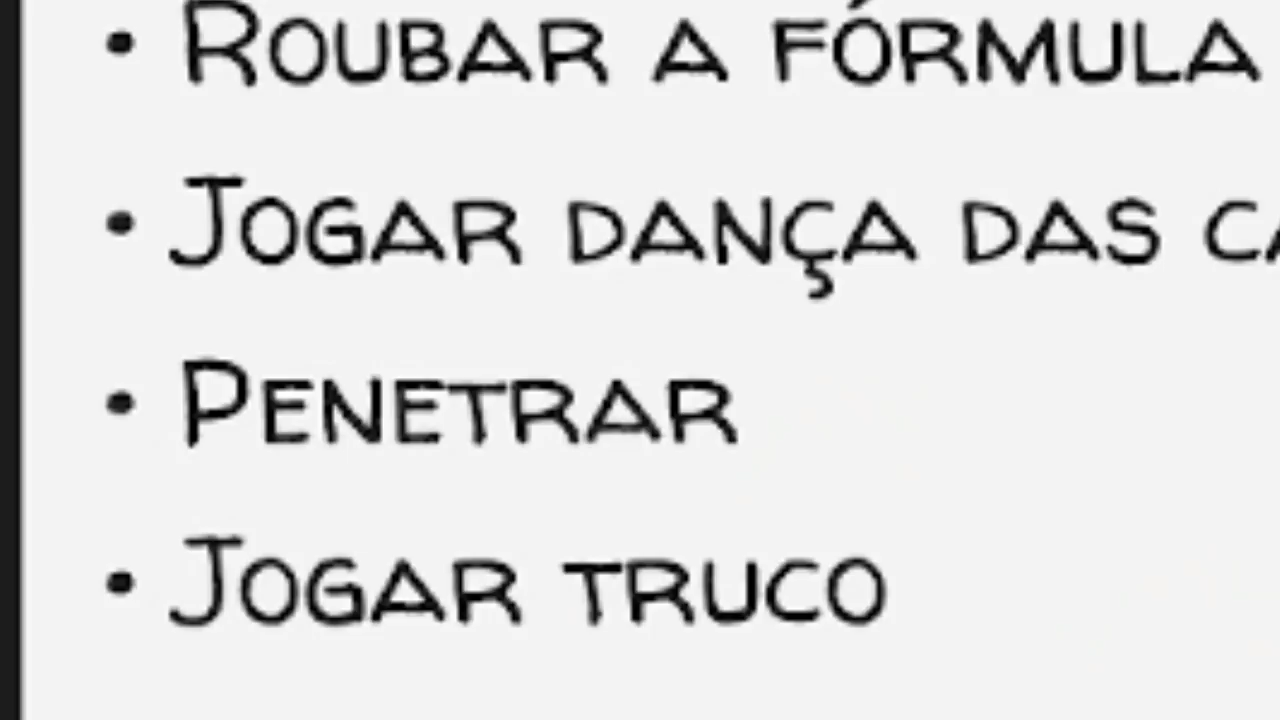 • Roubar a fórmula
• Jogar dança das
• Penetrar
• Jogar truco